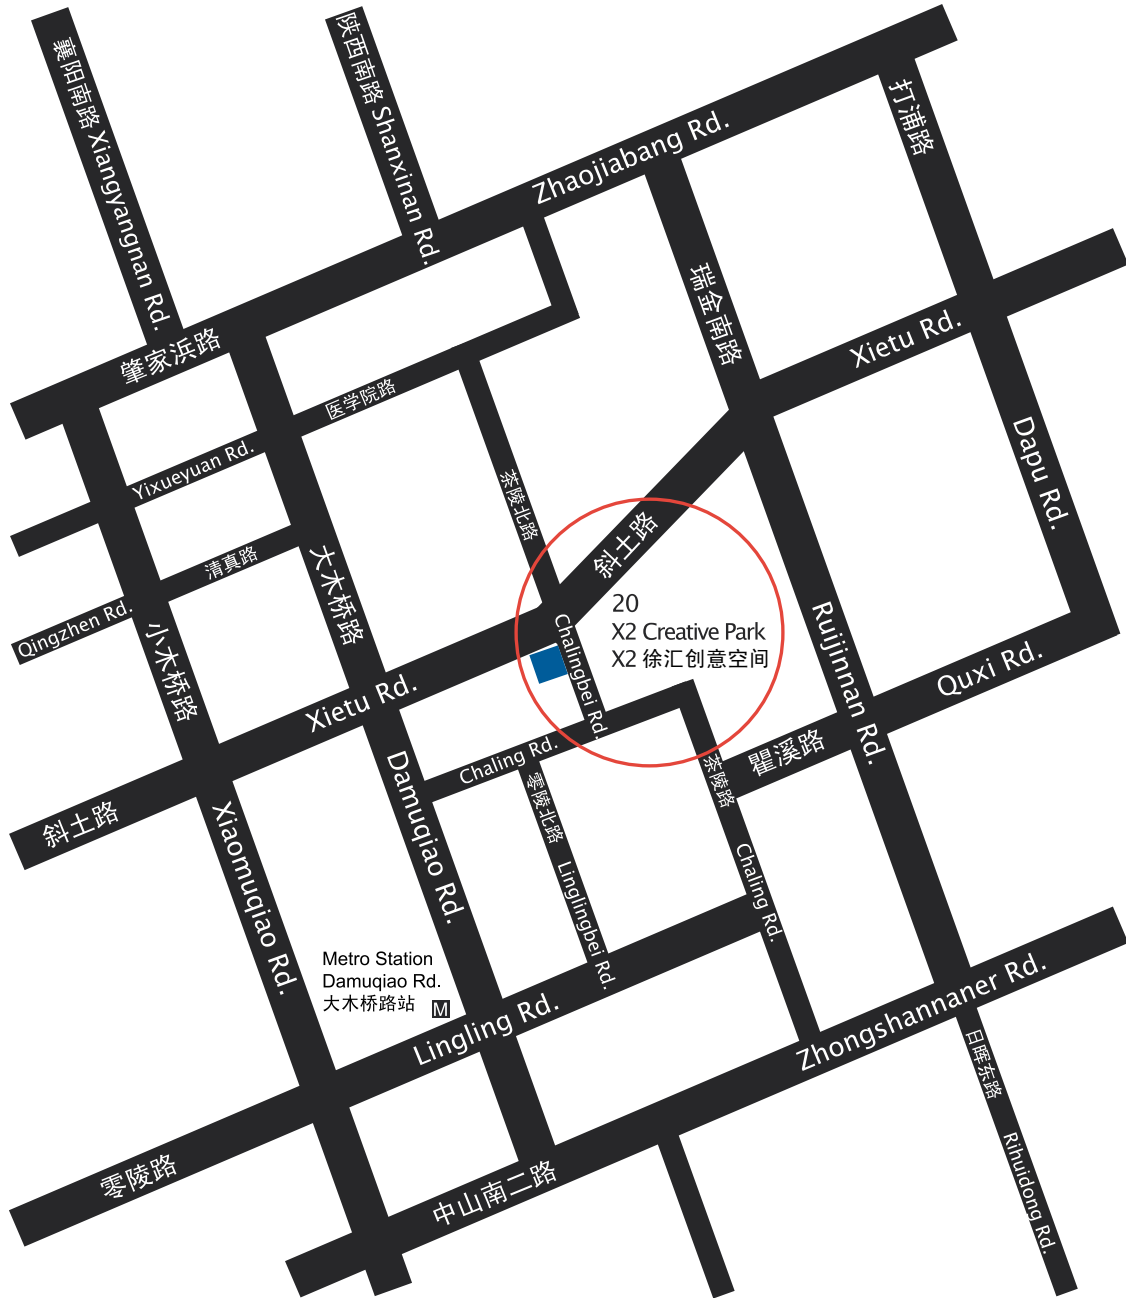 襄阳南路 Xiangyangnan Rd.
陕西南路 Shanxinan Rd.
打浦路
Zhaojiabang Rd.
肇家浜路
瑞金南路
Xietu Rd.
医学院路
Yixueyuan Rd.
Dapu Rd.
茶陵北路
斜土路
清真路
大木桥路
Qingzhen Rd.
小木桥路
Chalingbei Rd.
20
X2 Creative Park
X2 徐汇创意空间
Ruijinnan Rd.
Quxi Rd.
Xietu Rd.
瞿溪路
Chaling Rd.
茶陵路
零陵北路 Linglingbei Rd.
斜土路
Damuqiao Rd.
Xiaomuqiao Rd.
Chaling Rd.
Metro Station
Damuqiao Rd.
大木桥路站 M
Lingling Rd.
Zhongshannaner Rd.
日晖东路 Rihuidong Rd.
零陵路
中山南二路